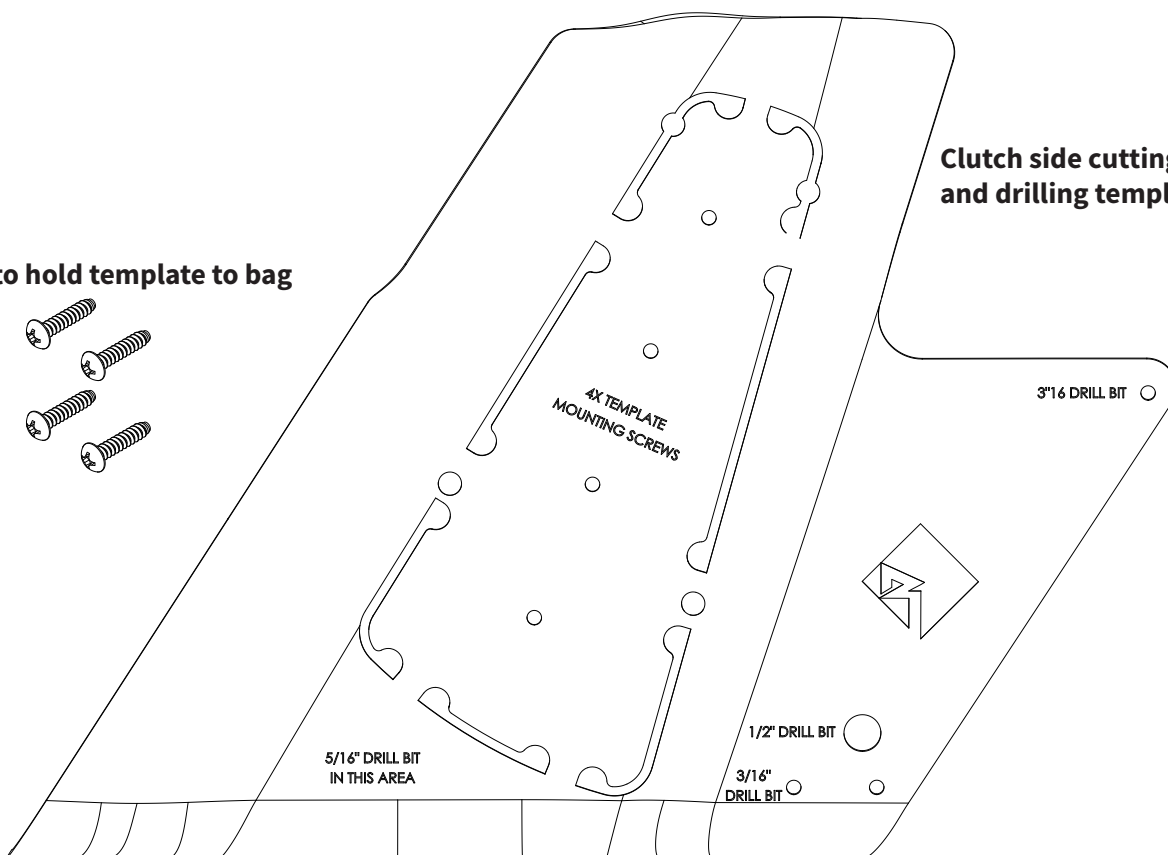 Clutch side cutting
and drilling templ
to hold template to bag
4X TEMPLATE
MOUNTING SCREWS
3"16 DRILL BIT
1/2" DRILL BIT
5/16" DRILL BIT
IN THIS AREA
3/16"
DRILL BIT